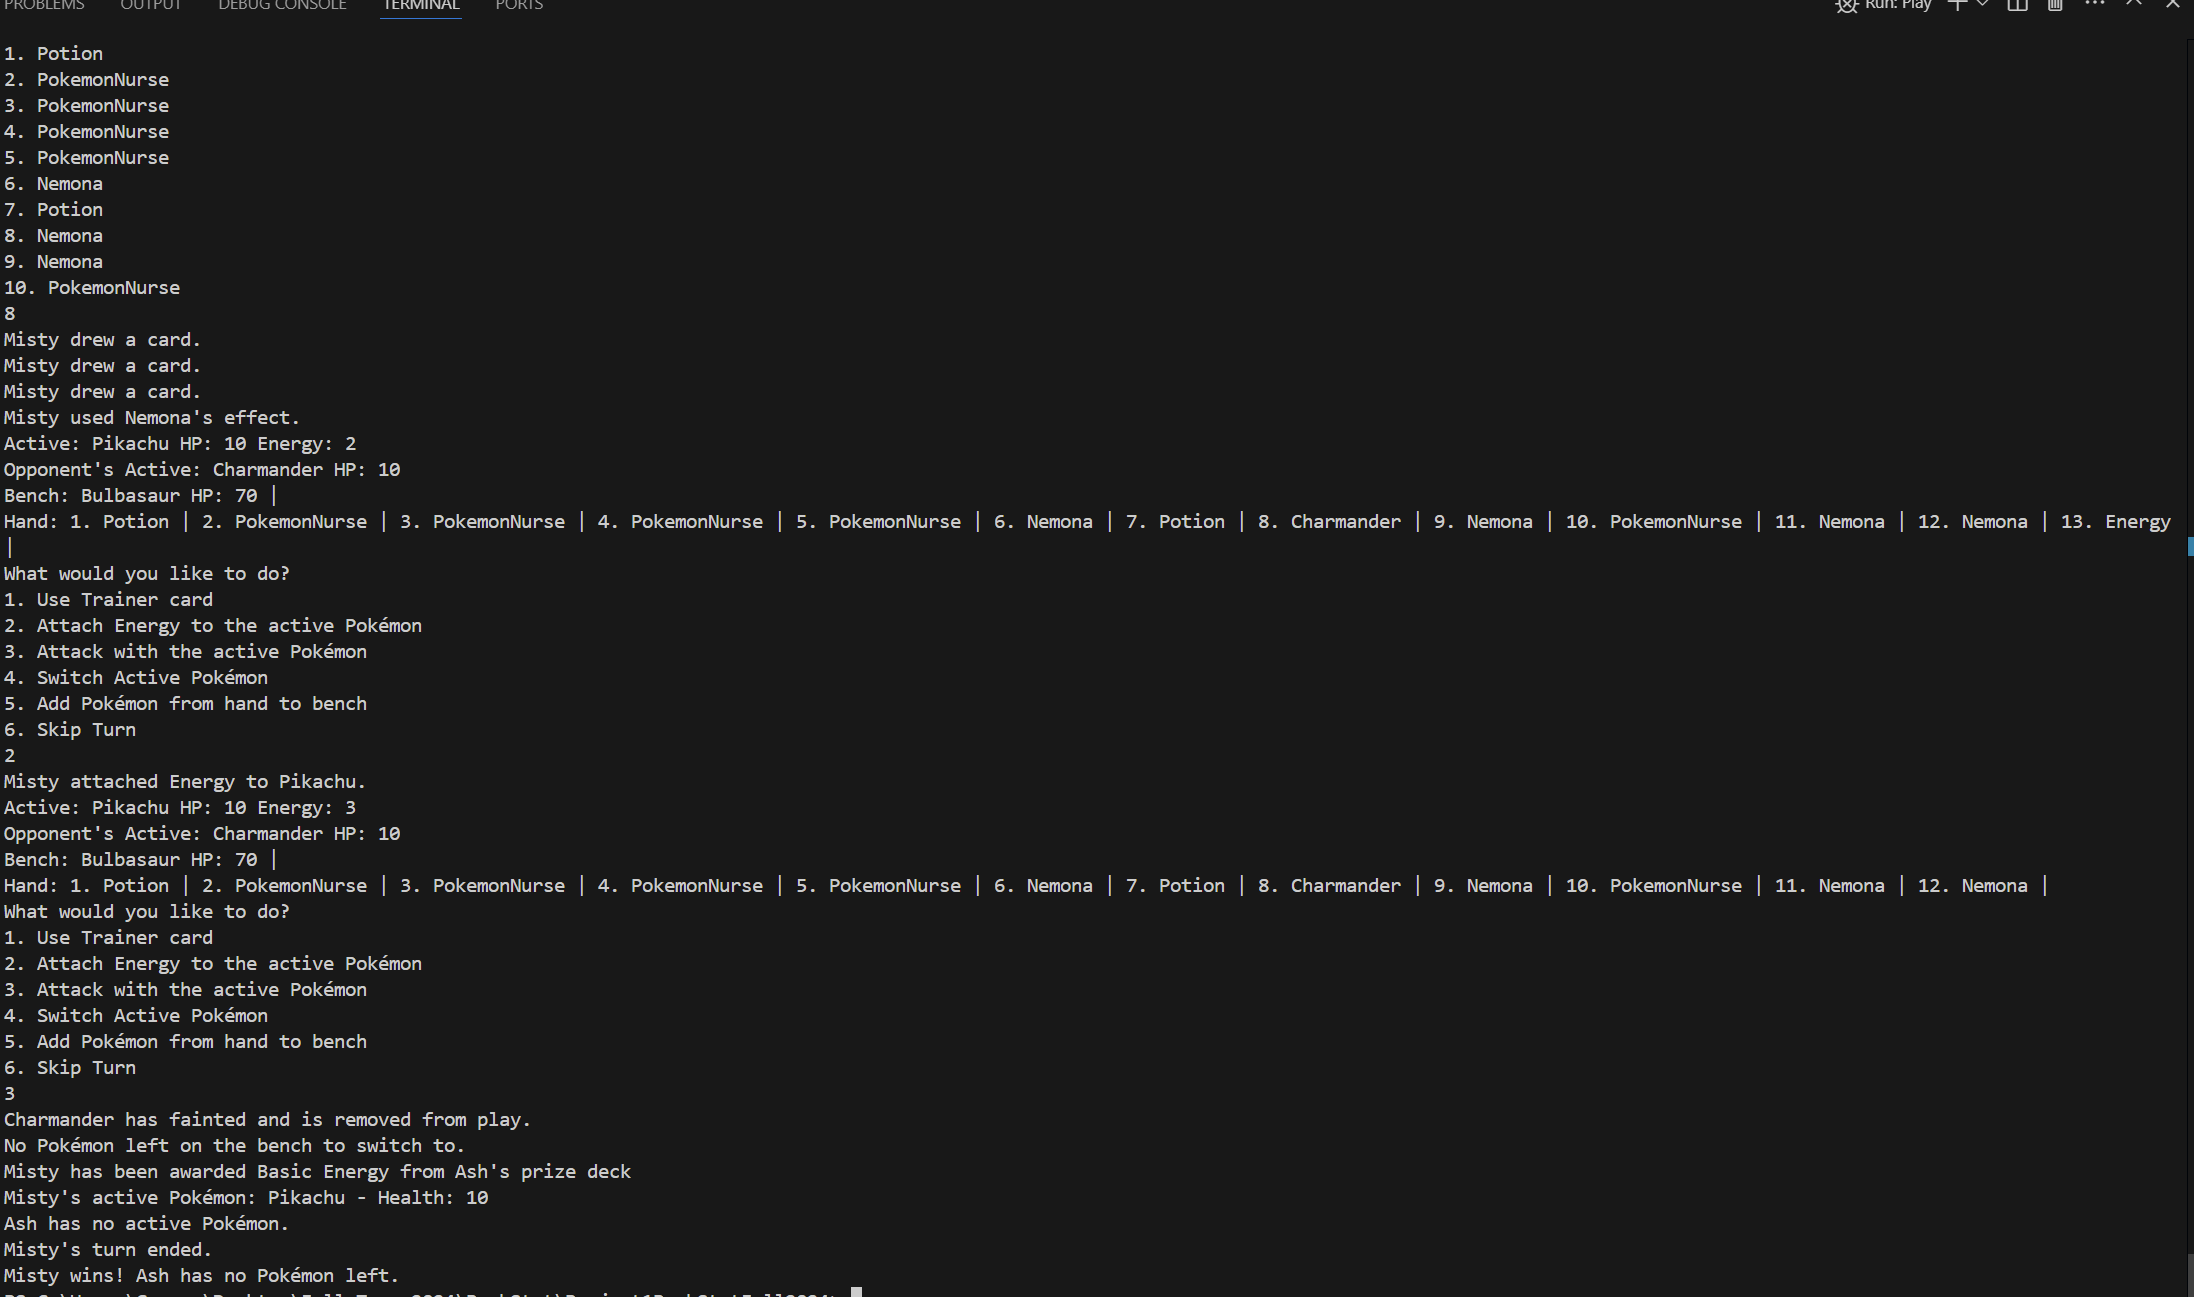 PROBLEMS OUTPUT DEBUG CONSOLE TERMINAL PORTS Run: Play
1. Potion
2. PokemonNurse
3. PokemonNurse
4. PokemonNurse
5. PokemonNurse
6. Nemona
7. Potion
8. Nemona
9. Nemona
10. PokemonNurse
8
Misty drew a card.
Misty drew a card.
Misty drew a card.
Misty used Nemona's effect.
Active: Pikachu HP: 10 Energy: 2
Opponent's Active: Charmander HP: 10
Bench: Bulbasaur HP: 70 |
Hand: 1. Potion | 2. PokemonNurse | 3. PokemonNurse | 4. PokemonNurse | 5. PokemonNurse | 6. Nemona | 7. Potion | 8. Charmander | 9. Nemona | 10. PokemonNurse | 11. Nemona | 12. Nemona | 13. Energy
|
What would you like to do?
1. Use Trainer card
2. Attach Energy to the active Pokémon
3. Attack with the active Pokémon
4. Switch Active Pokémon
5. Add Pokémon from hand to bench
6. Skip Turn
2
Misty attached Energy to Pikachu.
Active: Pikachu HP: 10 Energy: 3
Opponent's Active: Charmander HP: 10
Bench: Bulbasaur HP: 70 |
Hand: 1. Potion | 2. PokemonNurse | 3. PokemonNurse | 4. PokemonNurse | 5. PokemonNurse | 6. Nemona | 7. Potion | 8. Charmander | 9. Nemona | 10. PokemonNurse | 11. Nemona | 12. Nemona |
What would you like to do?
1. Use Trainer card
2. Attach Energy to the active Pokémon
3. Attack with the active Pokémon
4. Switch Active Pokémon
5. Add Pokémon from hand to bench
6. Skip Turn
3
Charmander has fainted and is removed from play.
No Pokémon left on the bench to switch to.
Misty has been awarded Basic Energy from Ash's prize deck
Misty's active Pokémon: Pikachu - Health: 10
Ash has no active Pokémon.
Misty's turn ended.
Misty wins! Ash has no Pokémon left.